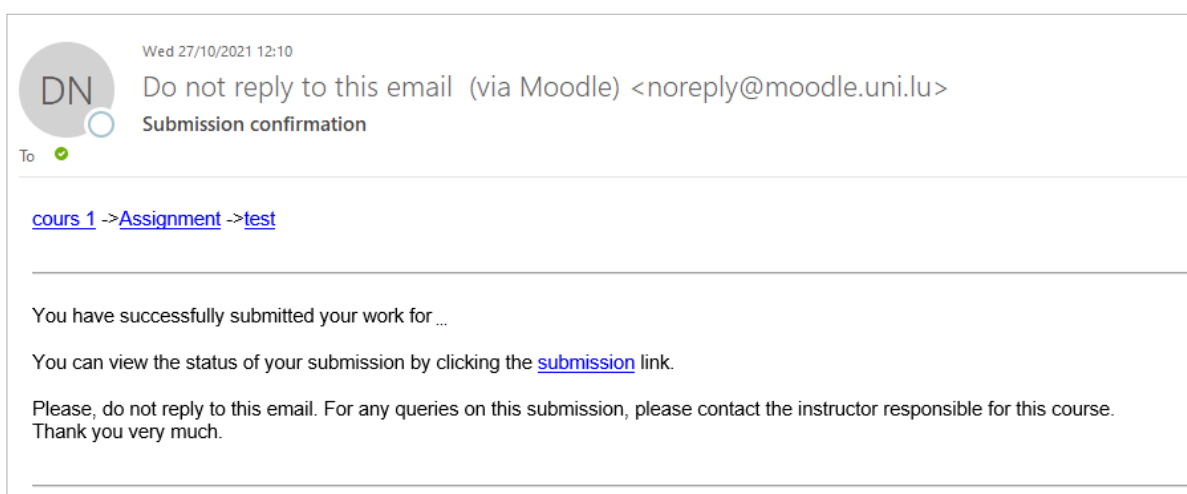 Wed 27/10/2021 12:10
DN
Do not reply to this email (via Moodle) <noreply@moodle.uni.lu>
Submission confirmation
To
cours 1 ->Assignment ->test
You have successfully submitted your work for ...
You can view the status of your submission by clicking the submission link.
Please, do not reply to this email. For any queries on this submission, please contact the instructor responsible for this course.
Thank you very much.